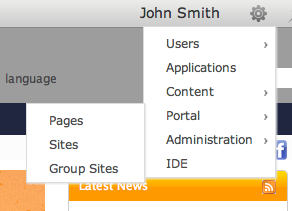 John Smith
Users
language
Applications
Content
Pages
Portal
Sites
Administration
Group Sites
IDE
Latest News